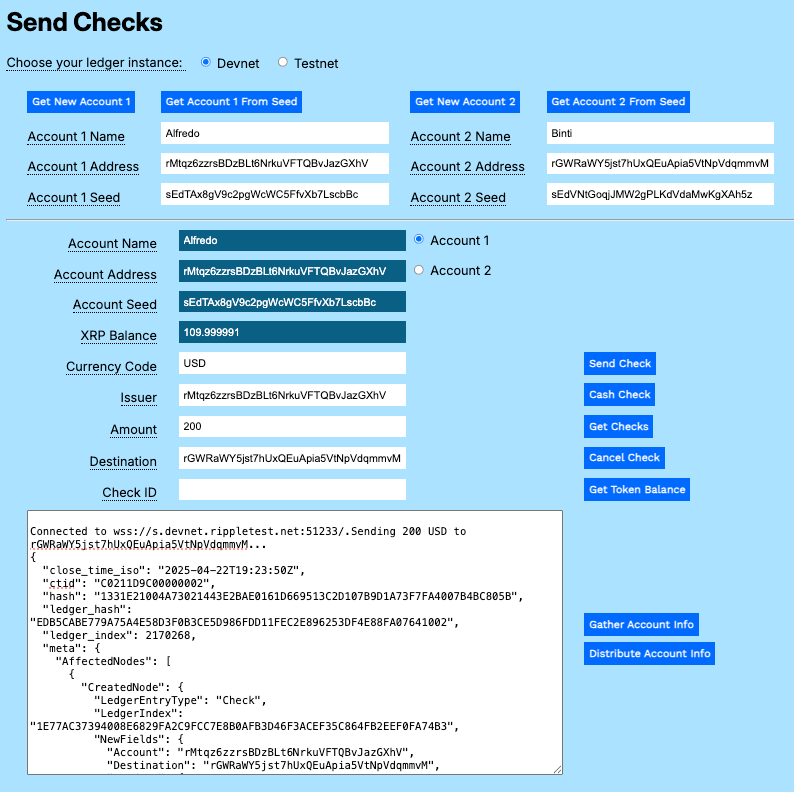 Send Checks
Choose your ledger instance: Devnet Testnet
Get New Account 1 Get Account 1 From Seed Get New Account 2 Get Account 2 From Seed
Account 1 Name Alfredo Account 2 Name Binti
Account 1 Address rMtqz6zzrsBDzBLt6NrkuVFTQBvJazGXhV Account 2 Address rGWRaWY5jst7hUxQEuApia5VtNpVdqmmvM
Account 1 Seed sEdTAx8gV9c2pgWcWC5FfvXb7LscbBc Account 2 Seed sEdVNtGoqjJMW2gPLKdVdaMwKgXAh5z
Account Name Alfredo Account 1
Account Address rMtqz6zzrsBDzBLt6NrkuVFTQBvJazGXhV Account 2
Account Seed sEdTAx8gV9c2pgWcWC5FfvXb7LscbBc
XRP Balance 109.999991
Currency Code USD Send Check
Issuer rMtqz6zzrsBDzBLt6NrkuVFTQBvJazGXhV Cash Check
Amount 200 Get Checks
Destination rGWRaWY5jst7hUxQEuApia5VtNpVdqmmvM Cancel Check
Check ID Get Token Balance
Connected to wss://s.devnet.rippletest.net:51233/.Sending 200 USD to
rGWRaWY5jst7hUxQEuApia5VtNpVdqmmvM...
{
"close_time_iso": "2025-04-22T19:23:50Z",
"ctid": "C0211D9C00000002",
"hash": "1331E21004A73021443E2BAE0161D669513C2D107B9D1A73F7FA4007B4BC805B",
"ledger_hash":
"EDB5CABE779A75A4E58D3F0B3CE5D986FDD11FEC2E896253DF4E88FA07641002",
"ledger_index": 2170268,
"meta": {
"AffectedNodes": [
{
"CreatedNode": {
"LedgerEntryType": "Check",
"LedgerIndex":
"1E77AC37394008E6829FA2C9FCC7E8B0AFB3D46F3ACEF35C864FB2EEF0FA74B3",
"NewFields": {
"Account": "rMtqz6zzrsBDzBLt6NrkuVFTQBvJazGXhV",
"Destination": "rGWRaWY5jst7hUxQEuApia5VtNpVdqmmvM",
Gather Account Info
Distribute Account Info